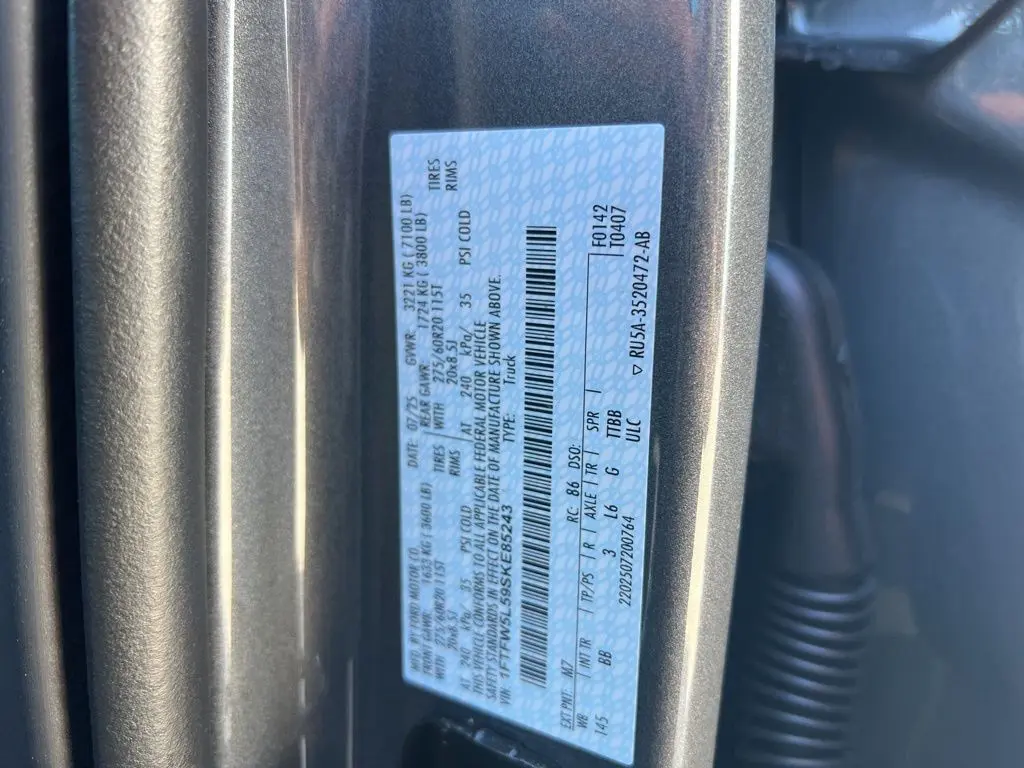 MFD BY FORD MOTOR CO. DATE: 07/25 GVWR: 3221 KG ( 7100 LB)
FRONT GAWR: 1633 KG ( 3600 LB) REAR GAWR: 1724 KG ( 3800 LB)
WITH 275/60R20 115T TIRES WITH 275/60R20 115T TIRES
20x8.5J RIMS 20x8.5J RIMS
AT 240 kPa/ 35 PSI COLD AT 240 kPa/ 35 PSI COLD
THIS VEHICLE CONFORMS TO ALL APPLICABLE FEDERAL MOTOR VEHICLE
SAFETY STANDARDS IN EFFECT ON THE DATE OF MANUFACTURE SHOWN ABOVE.
VIN: 1FTFW5L59SKE85243 TYPE: Truck
EXT PNT: M7 RC: 86 DSO: F0142
WB INT TR TP/PS R AXLE TR SPR T0407
145 BB 3 L6 G TTBB
2202507200764 ULC ▽ RU5A-3520472-AB